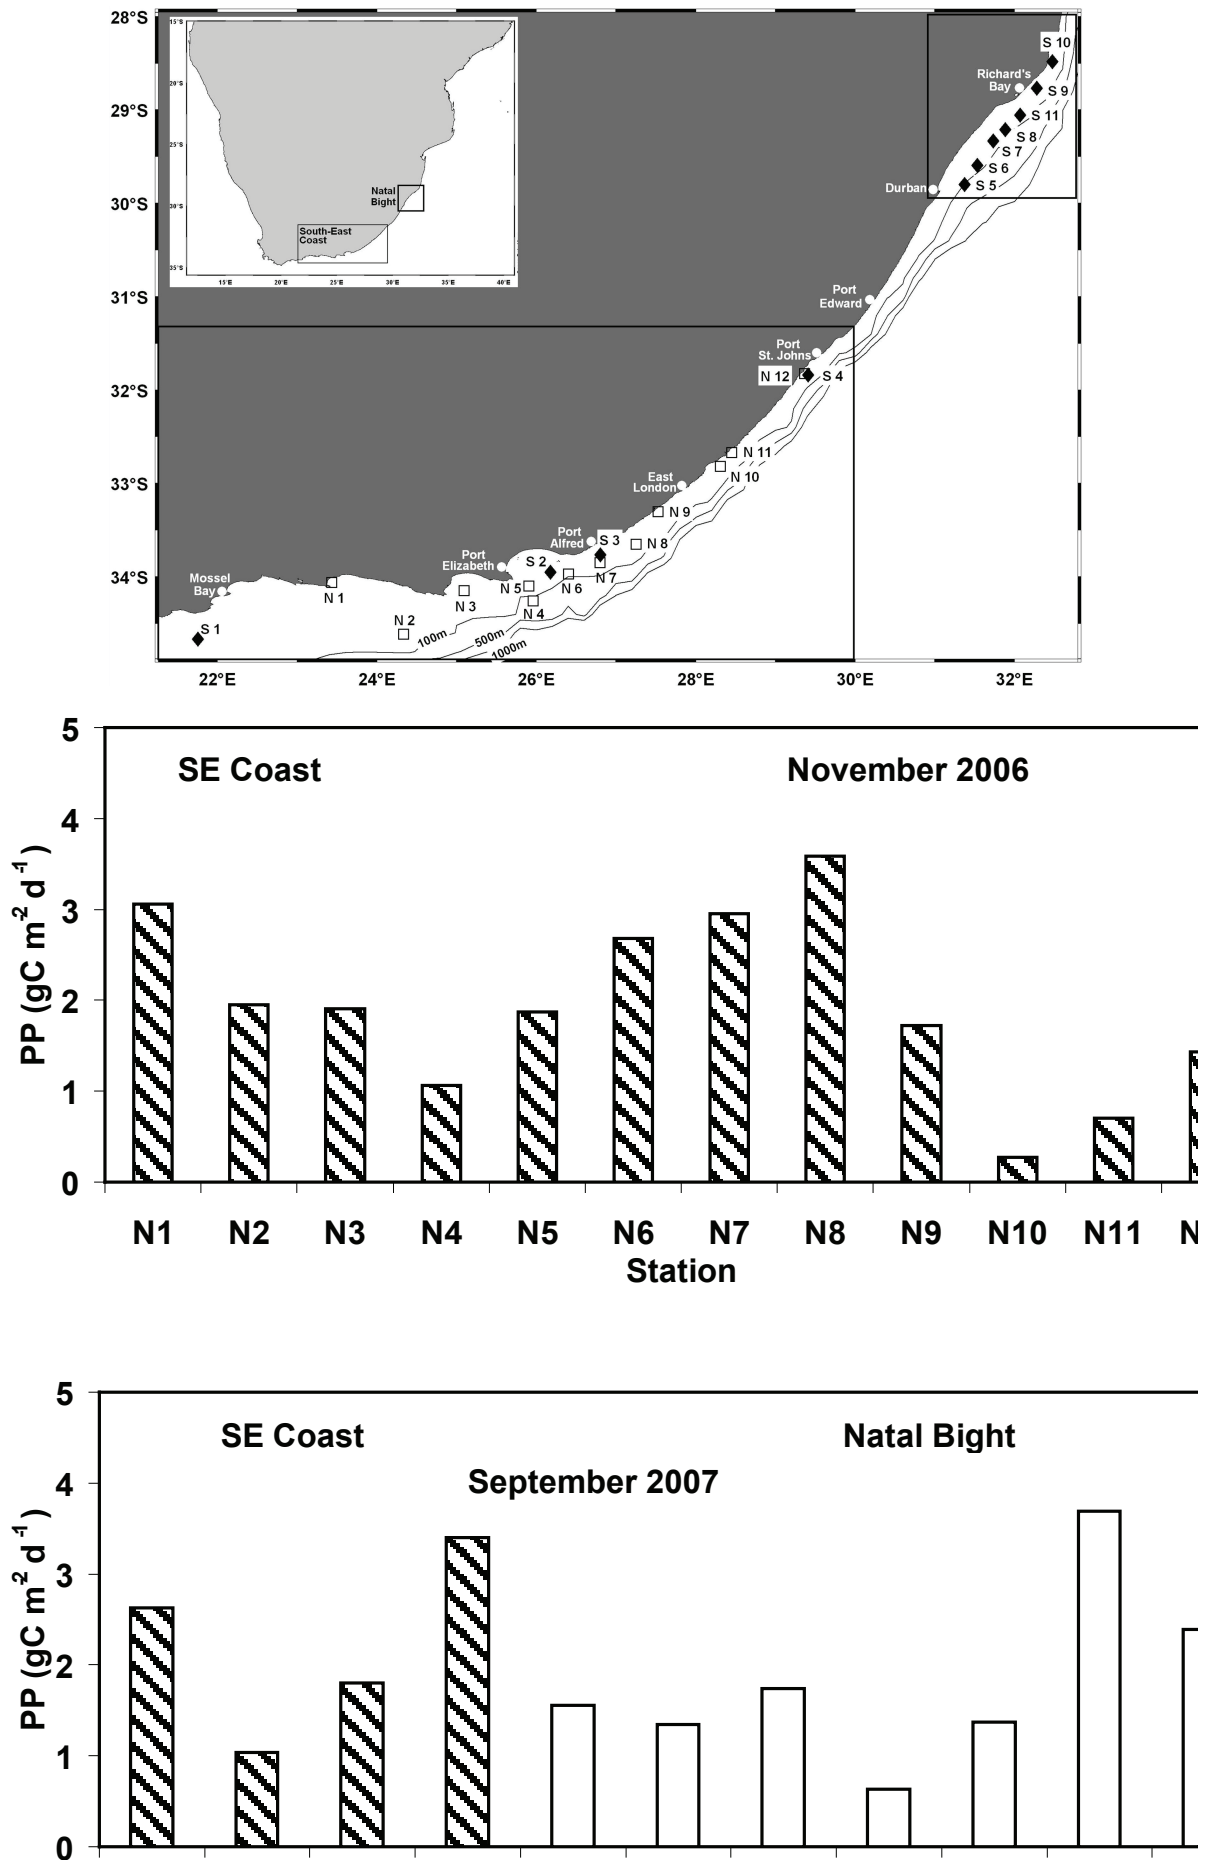 28°S
29°S
30°S
31°S
32°S
33°S
34°S
22°E
24°E
26°E
28°E
30°E
32°E
15°S
20°S
25°S
30°S
35°S
15°E
20°E
25°E
30°E
35°E
40°E
Natal
Bight
South-East
Coast
S 10
Richard's
Bay
S 9
S 11
S 8
S 7
S 6
S 5
Durban
Port
Edward
Port
St. Johns
N 12
S 4
N 11
N 10
East
London
N 9
Port
Alfred
S 3
N 8
Port
Elizabeth
S 2
N 7
N 6
N 5
N 4
N 3
Mossel
Bay
N 1
N 2
S 1
100m
500m
1000m
5
4
3
2
1
0
PP (gC m-2 d-1)
SE Coast
November 2006
N1 N2 N3 N4 N5 N6 N7 N8 N9 N10 N11 N
Station
5
4
3
2
1
0
PP (gC m-2 d-1)
SE Coast
Natal Bight
September 2007